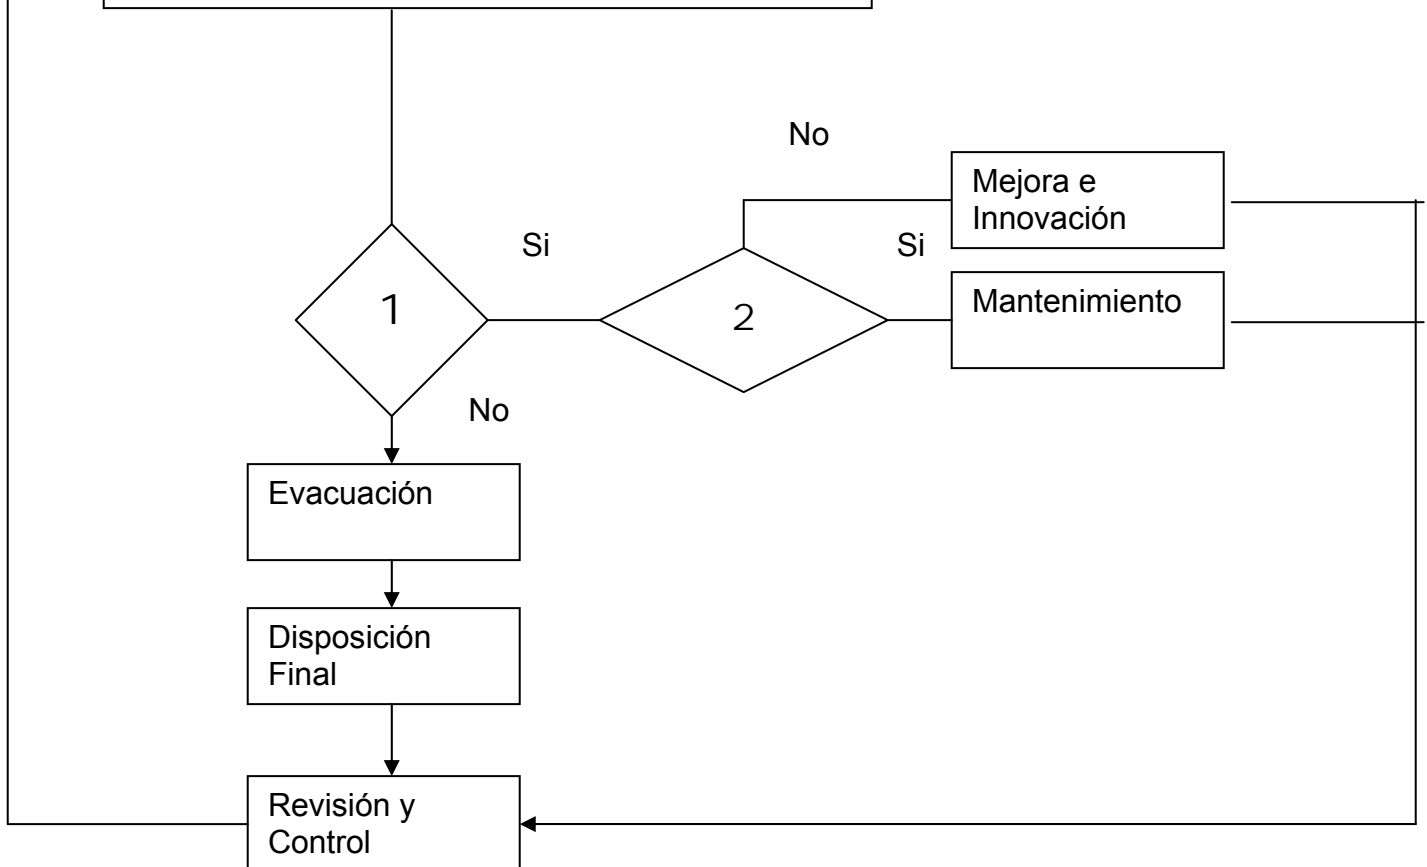 No
Mejora e
Innovación
Si
Si
1
2
Mantenimiento
No
Evacuación
Disposición
Final
Revisión y
Control